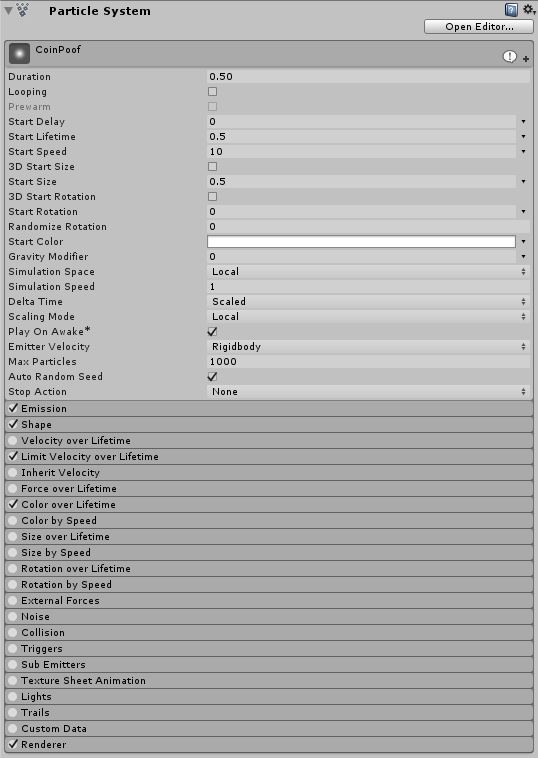 Particle System
Open Editor...
CoinPoof
Duration 0.50
Looping
Prewarm
Start Delay 0
Start Lifetime 0.5
Start Speed 10
3D Start Size
Start Size 0.5
3D Start Rotation
Start Rotation 0
Randomize Rotation 0
Start Color
Gravity Modifier 0
Simulation Space Local
Simulation Speed 1
Delta Time Scaled
Scaling Mode Local
Play On Awake*
Emitter Velocity Rigidbody
Max Particles 1000
Auto Random Seed
Stop Action None
Emission
Shape
Velocity over Lifetime
Limit Velocity over Lifetime
Inherit Velocity
Force over Lifetime
Color over Lifetime
Color by Speed
Size over Lifetime
Size by Speed
Rotation over Lifetime
Rotation by Speed
External Forces
Noise
Collision
Triggers
Sub Emitters
Texture Sheet Animation
Lights
Trails
Custom Data
Renderer